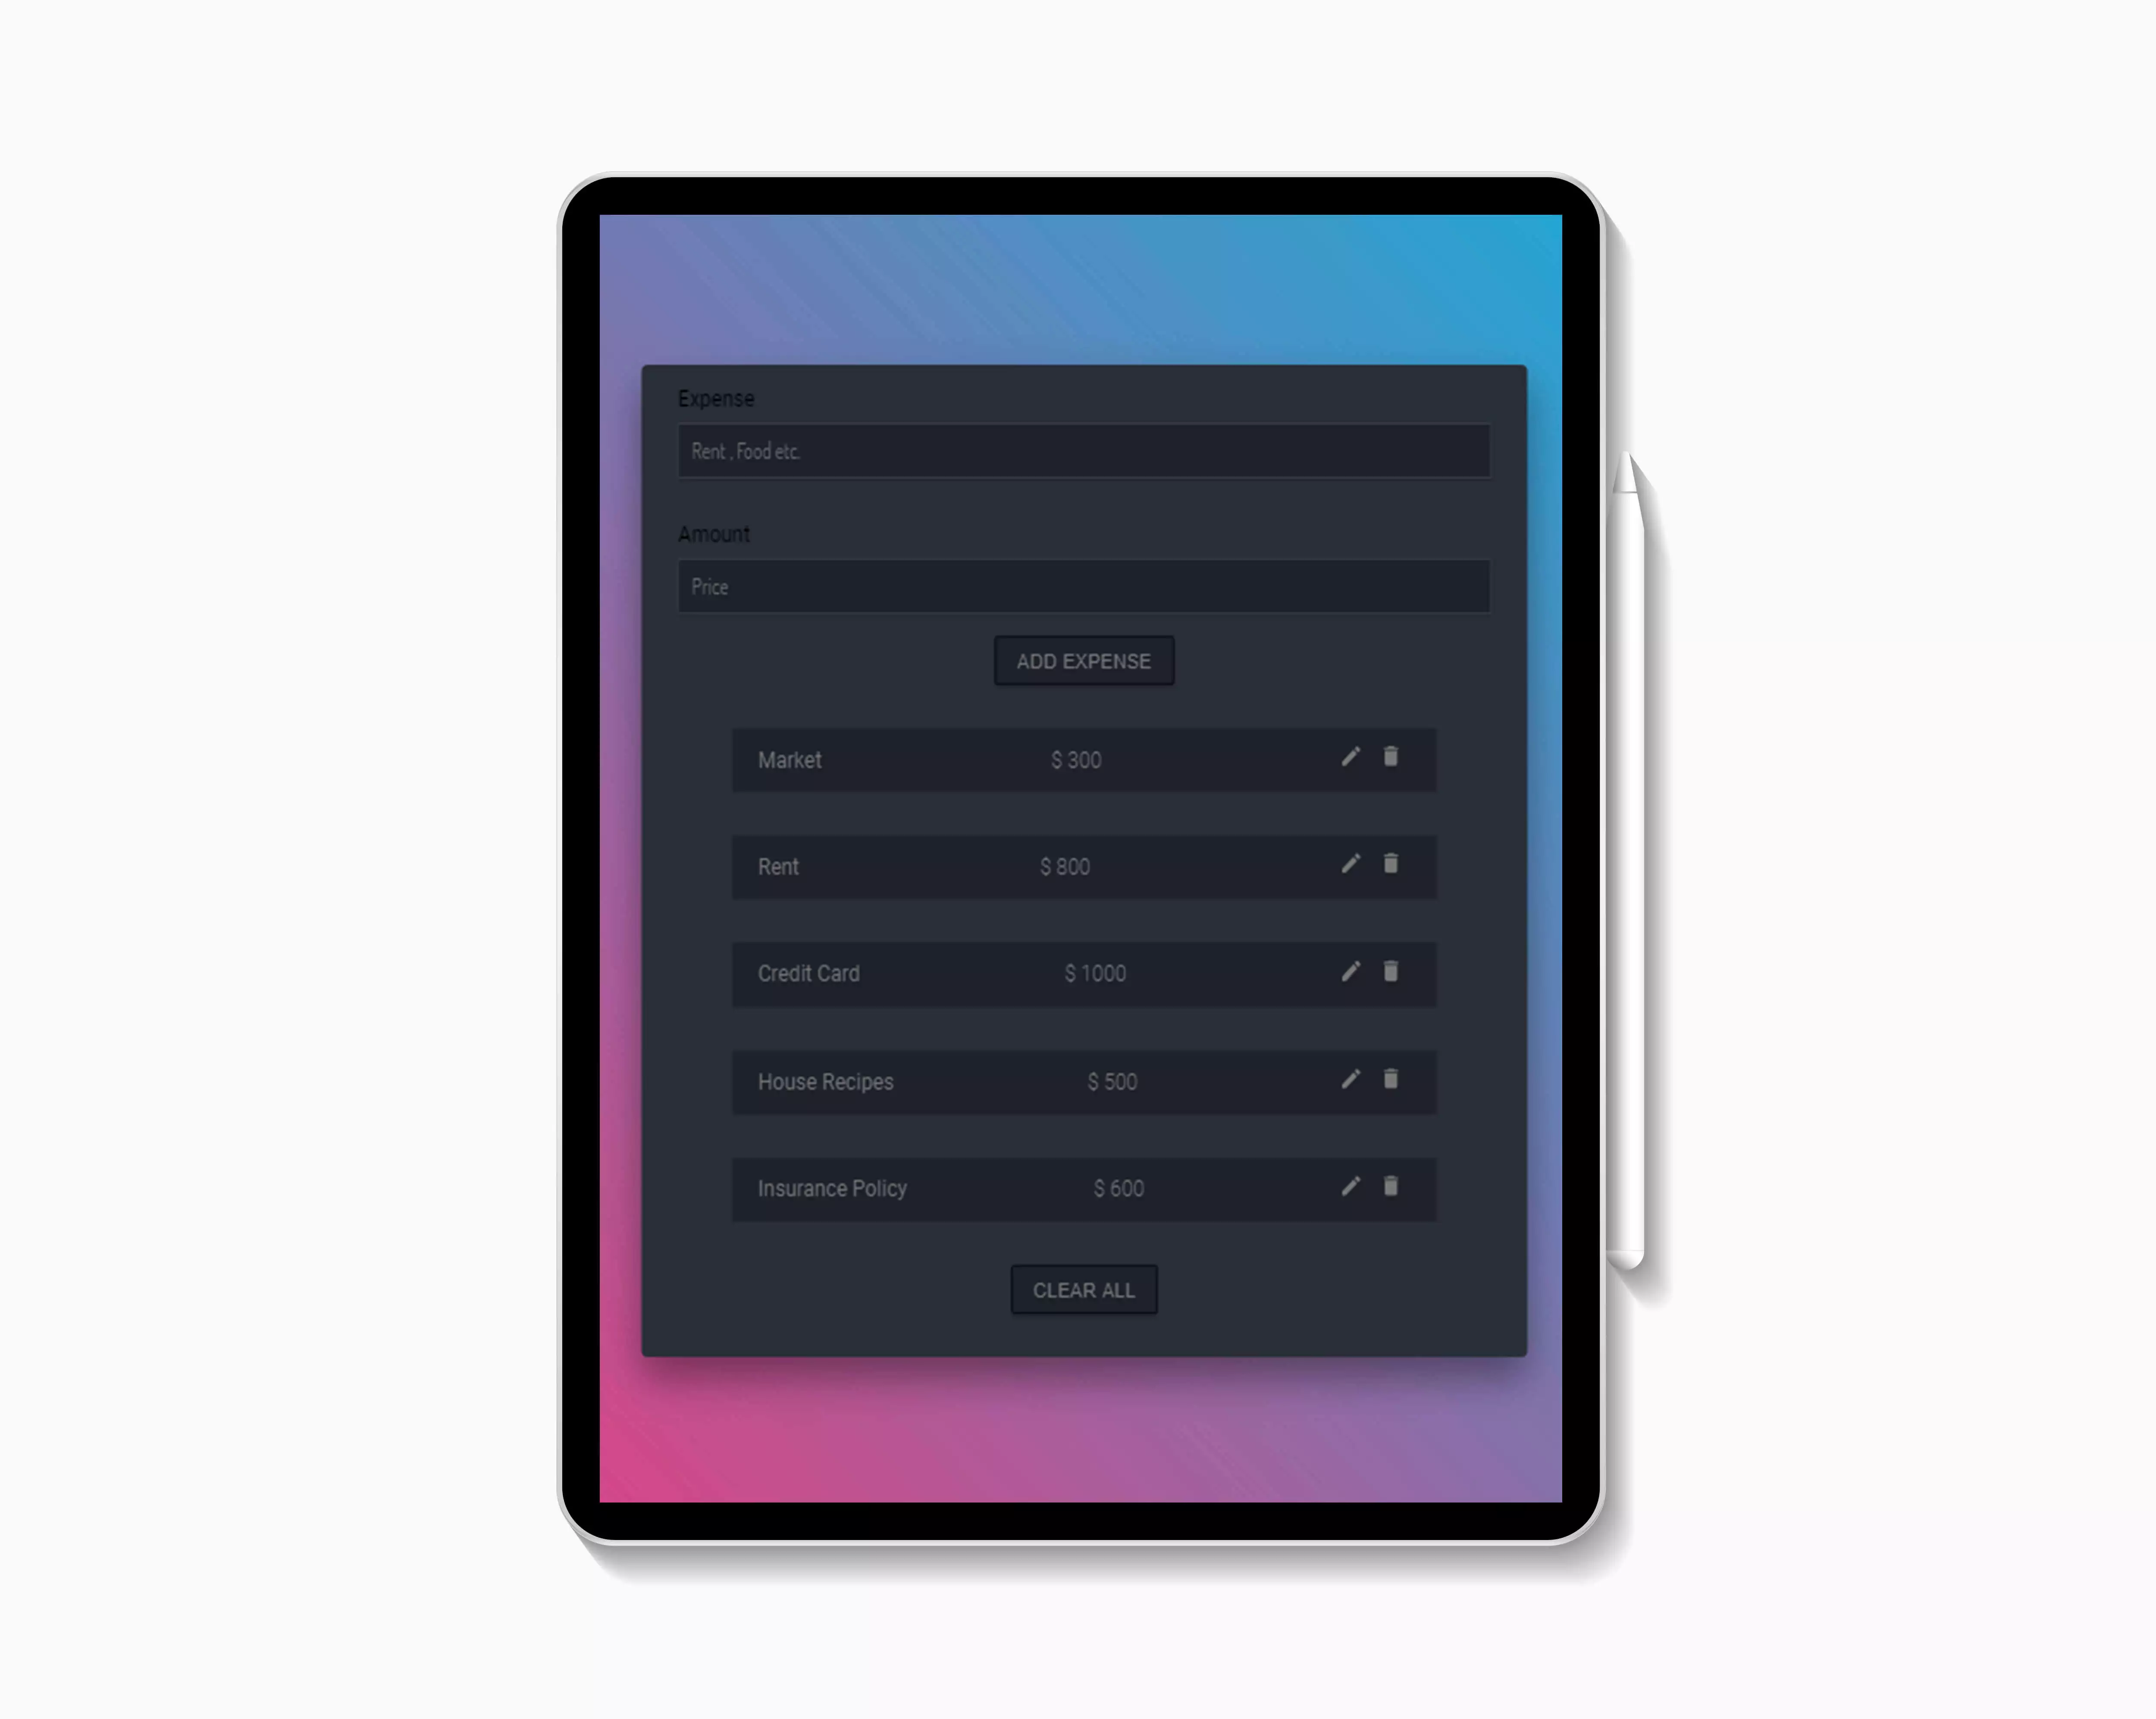 Expense
Rent , Food etc.
Amount
Price
ADD EXPENSE
Market $ 300
Rent $ 800
Credit Card $ 1000
House Recipes $ 500
Insurance Policy $ 600
CLEAR ALL